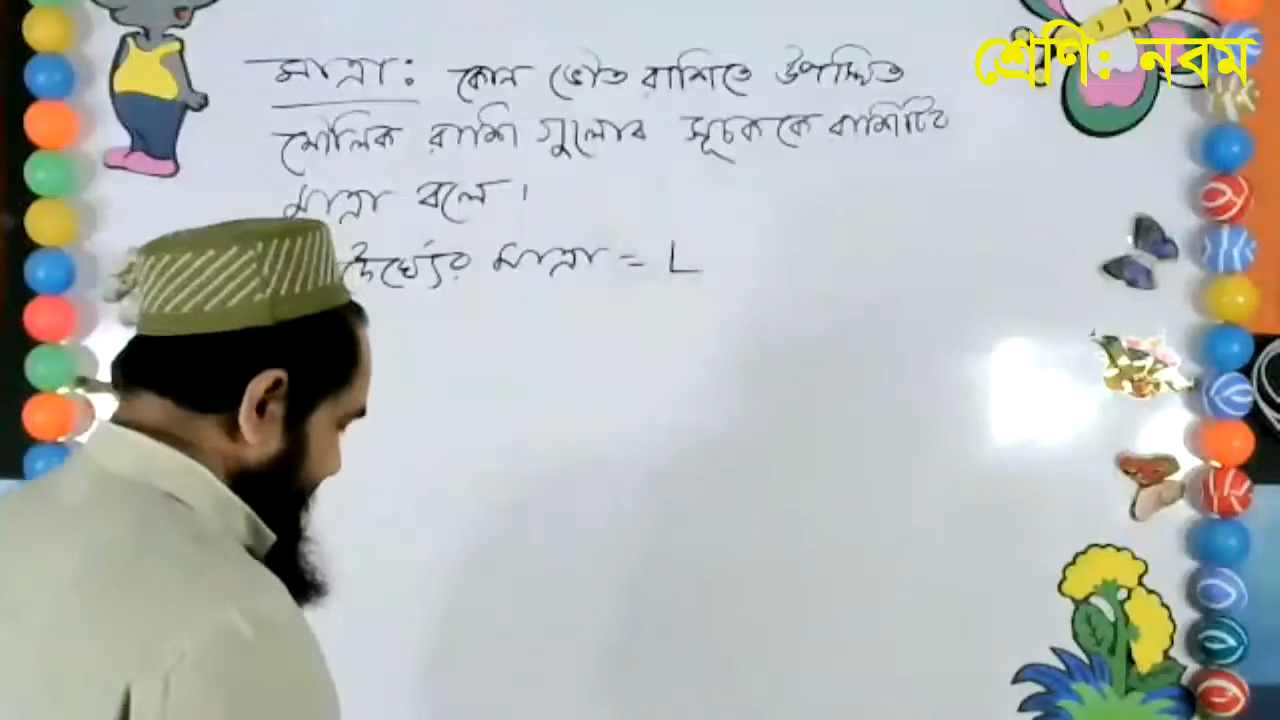 শ্রেণি: নবম
মাত্রা: কোন ভৌত রাশিতে উপস্থিত
মৌলিক রাশি গুলোর সূচককে রাশিটির
মাত্রা বলে।
দৈর্ঘ্যের মাত্রা = L